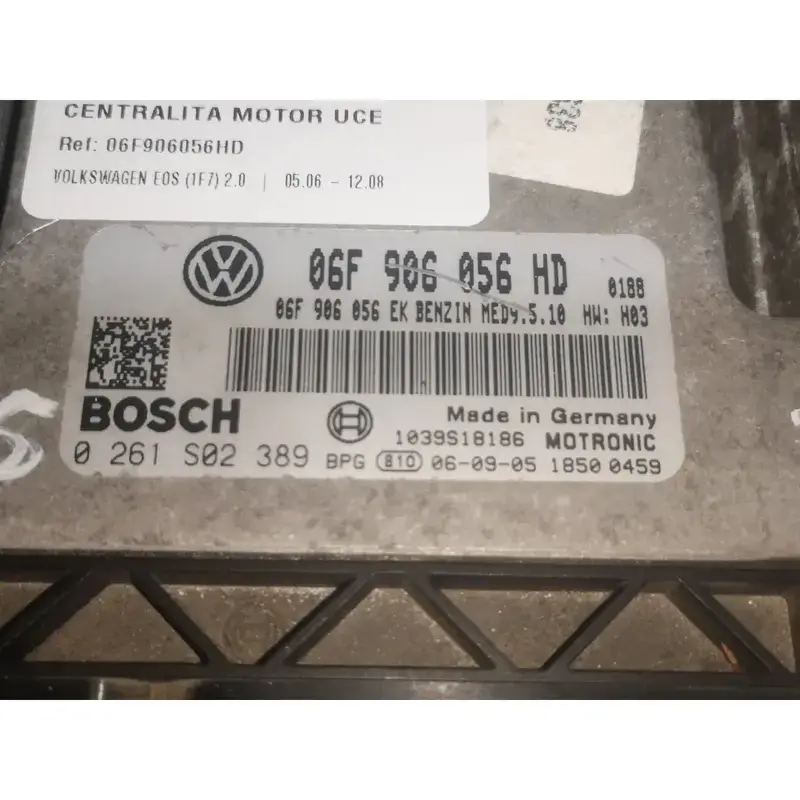 CENTRALITA MOTOR UCE
Ref: 06F906056HD
VOLKSWAGEN EOS (1F7) 2.0 | 05.06 - 12.08
06F 906 056 HD 0188
06F 906 056 EK BENZIN MED9.5.10 HW: H03
BOSCH
Made in Germany
1039S18186 MOTRONIC
0 261 S02 389 BPG 810 06-09-05 1850 0459